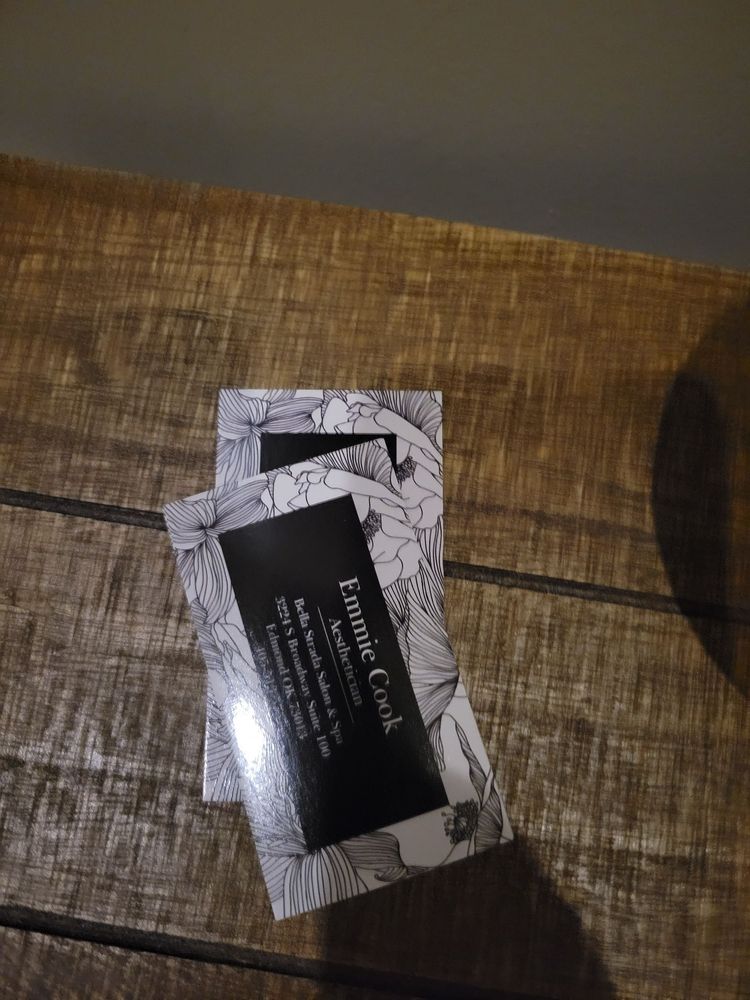 Emmie Cook
Aesthetician
Bella Strada Salon & Spa
3224 S Broadway Suite 100
Edmond OK 73013